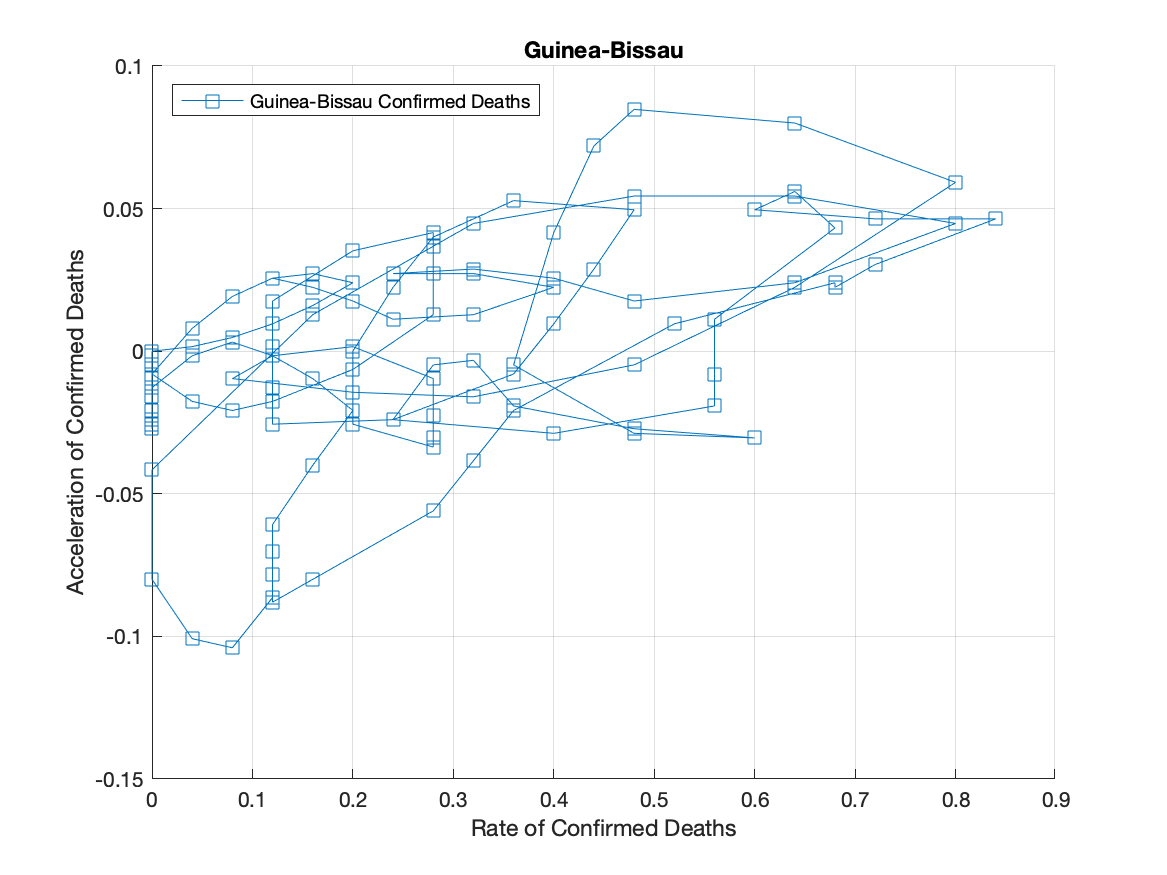 Guinea-Bissau
0.1
Guinea-Bissau Confirmed Deaths
0.05
0
-0.05
-0.1
-0.15
Acceleration of Confirmed Deaths
0 0.1 0.2 0.3 0.4 0.5 0.6 0.7 0.8 0.9
Rate of Confirmed Deaths